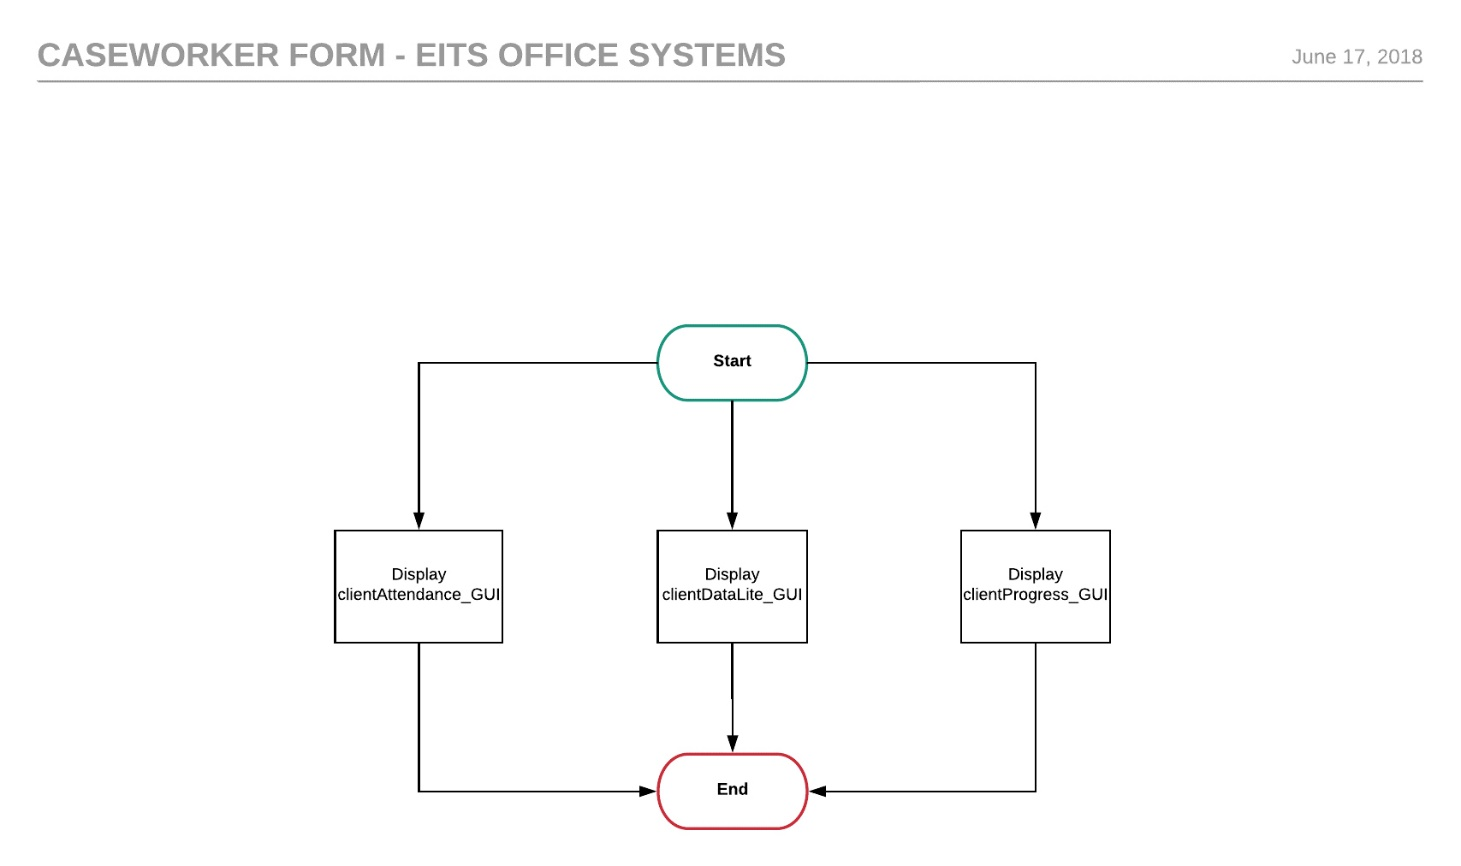 CASEWORKER FORM - EITS OFFICE SYSTEMS
June 17, 2018
Start
Display
clientAttendance_GUI
Display
clientDataLite_GUI
Display
clientProgress_GUI
End